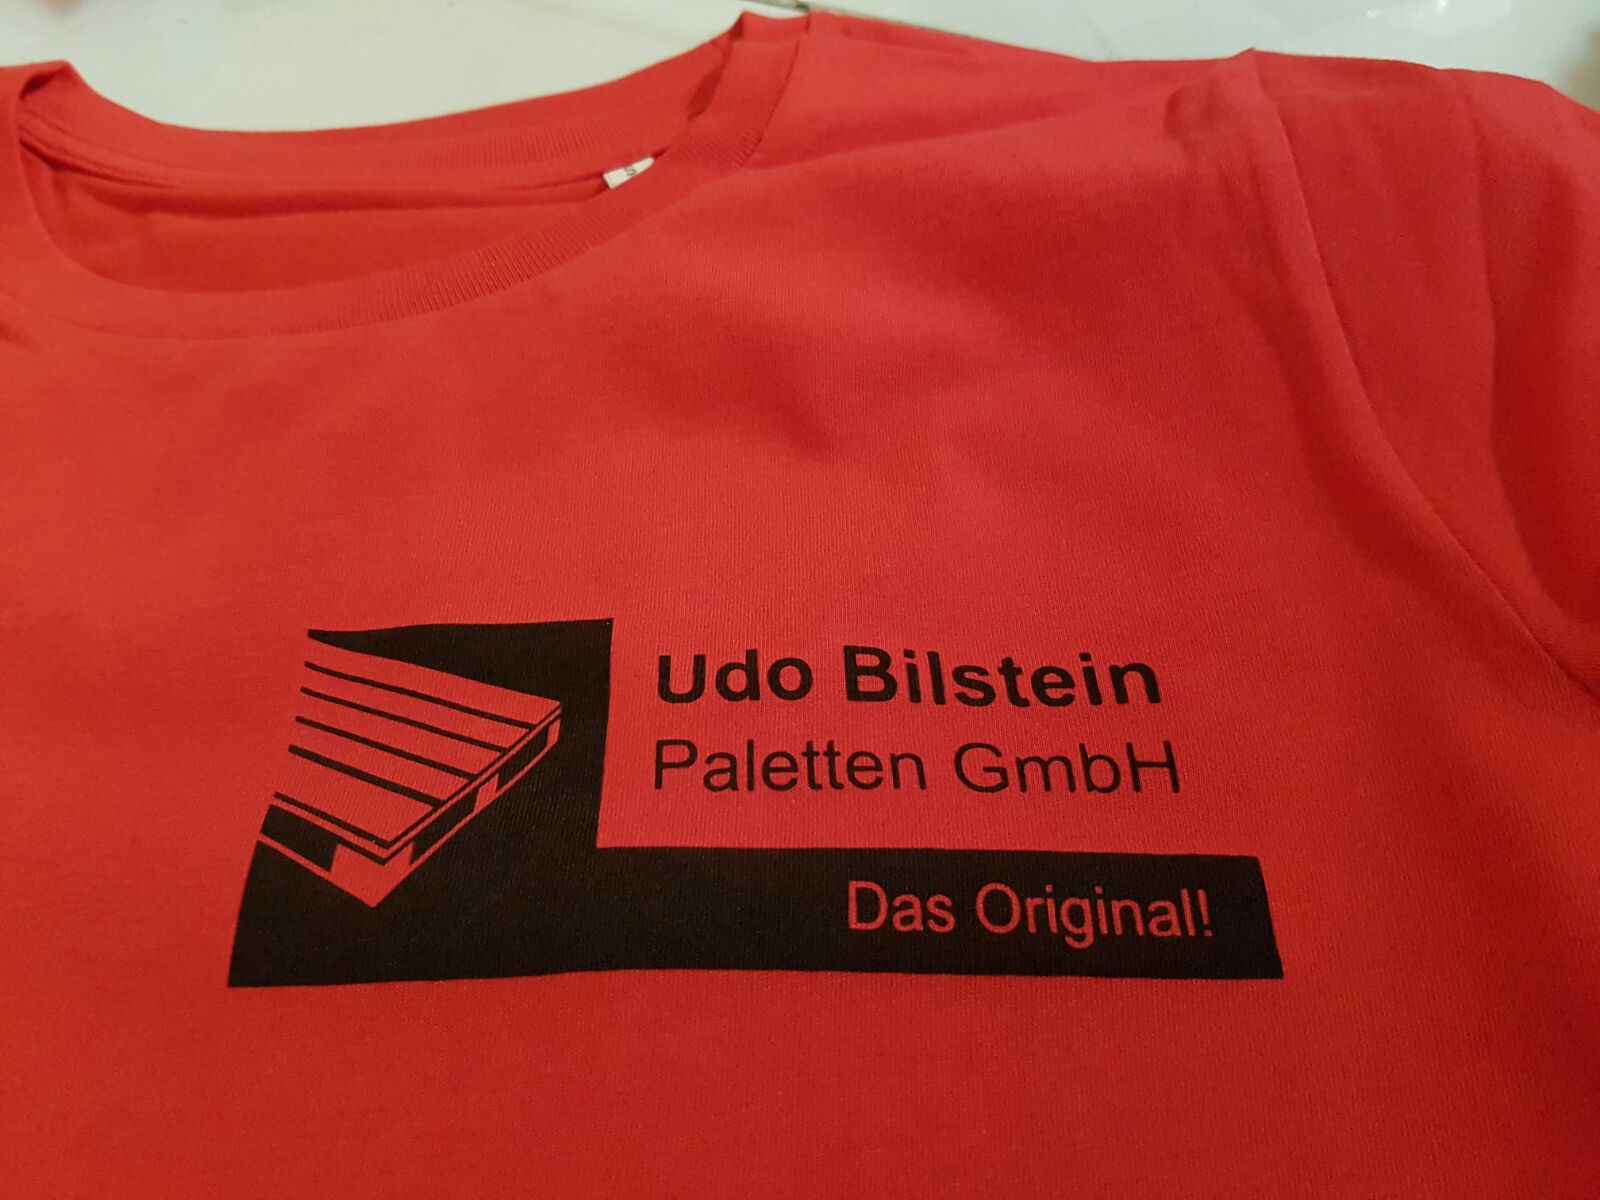 S
Udo Bilstein
Paletten GmbH
Das Original!